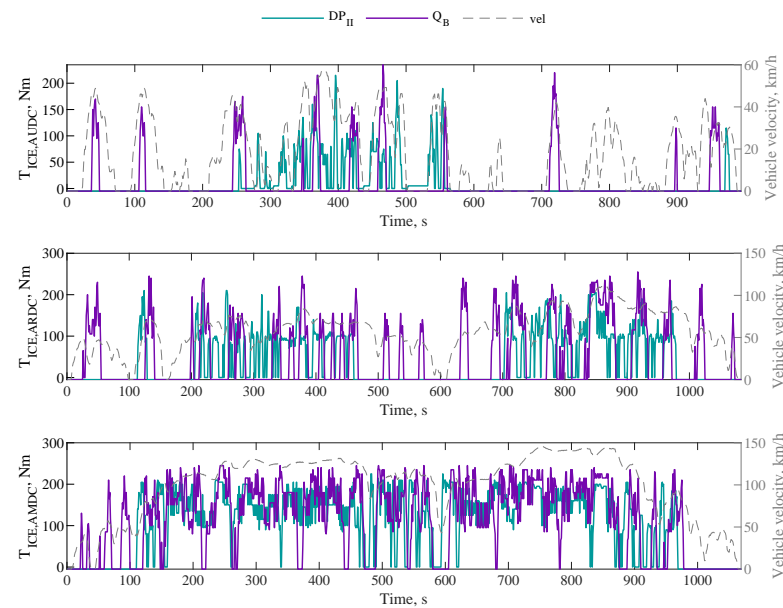 DP_II Q_B vel
T_ICE,AUDC, Nm
200
150
100
50
0
60
40
20
0
Vehicle velocity, km/h
0 100 200 300 400 500 600 700 800 900
Time, s
T_ICE,ARDC, Nm
300
200
100
0
150
100
50
0
Vehicle velocity, km/h
0 100 200 300 400 500 600 700 800 900 1000
Time, s
T_ICE,AMDC, Nm
300
200
100
0
150
100
50
0
Vehicle velocity, km/h
0 100 200 300 400 500 600 700 800 900 1000
Time, s